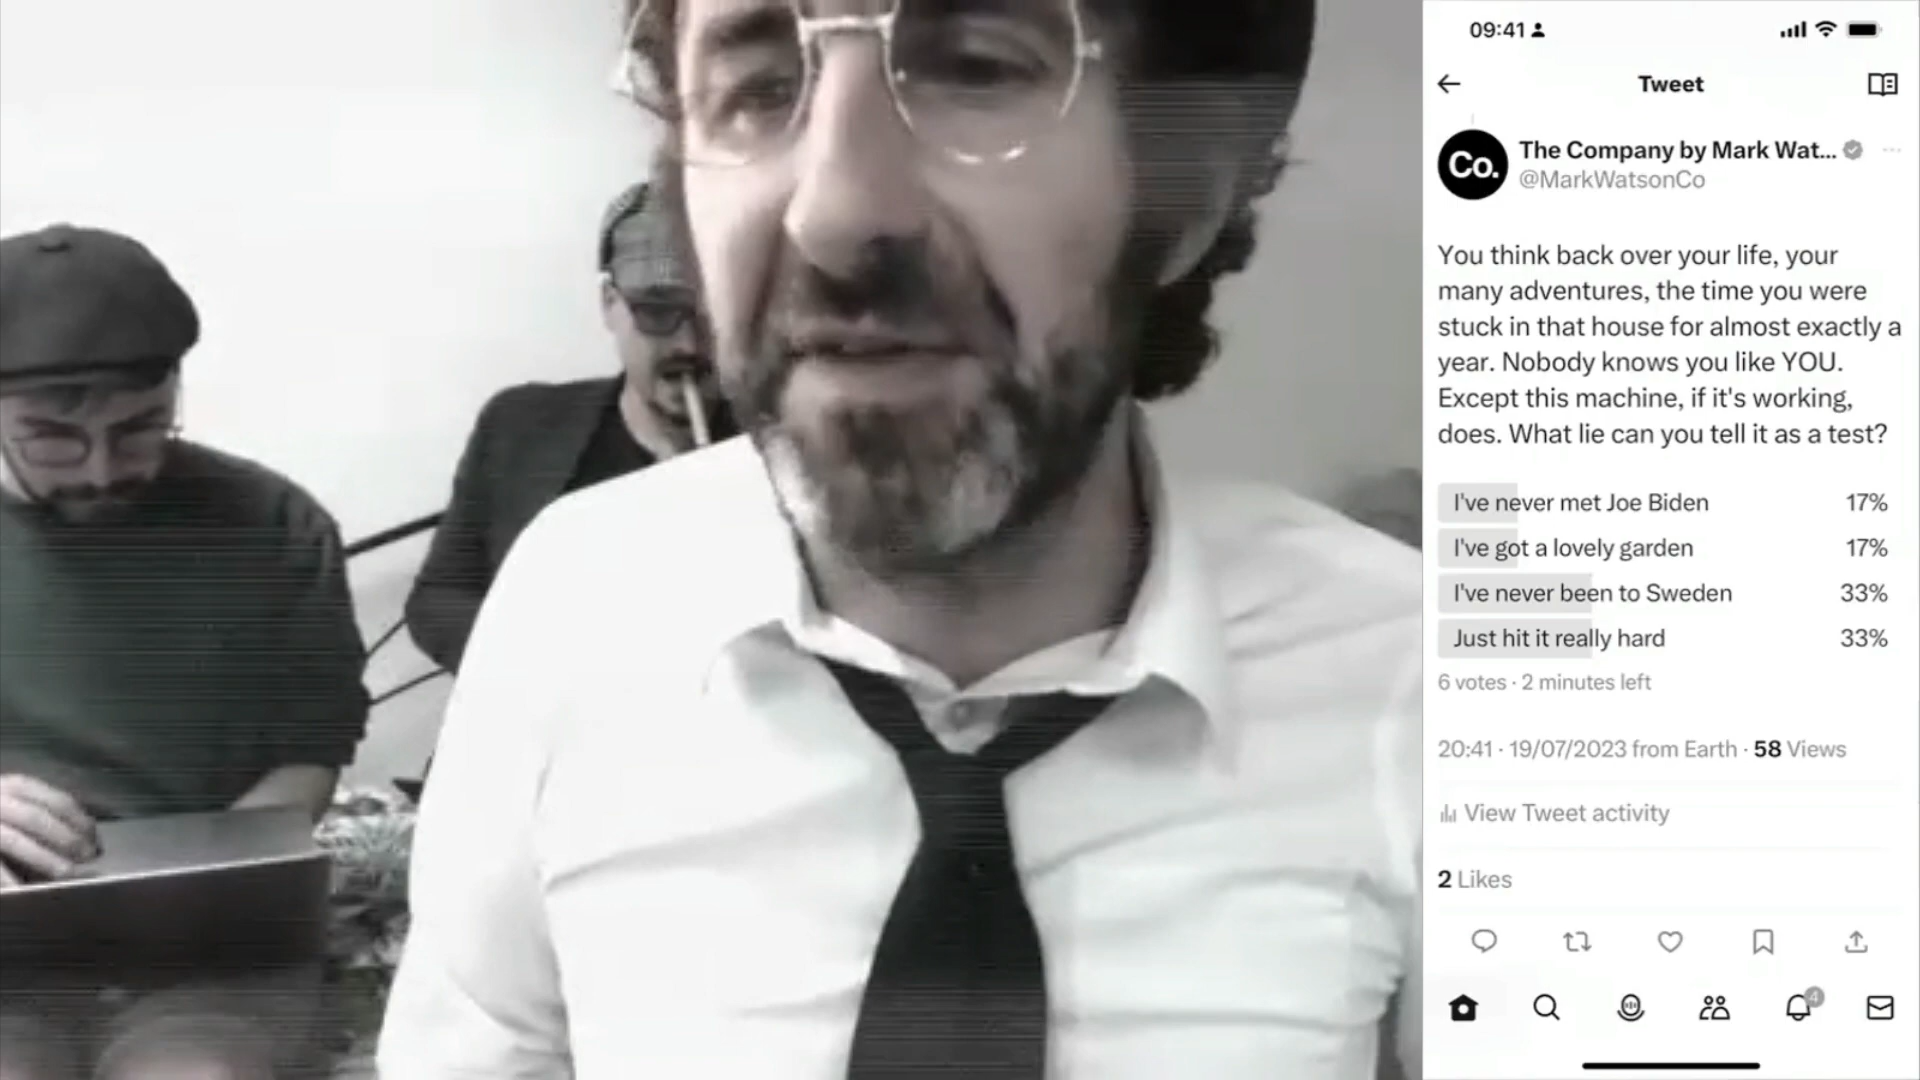 09:41
Tweet
Co.
The Company by Mark Wat...
@MarkWatsonCo
You think back over your life, your
many adventures, the time you were
stuck in that house for almost exactly a
year. Nobody knows you like YOU.
Except this machine, if it's working,
does. What lie can you tell it as a test?
I've never met Joe Biden 17%
I've got a lovely garden 17%
I've never been to Sweden 33%
Just hit it really hard 33%
6 votes · 2 minutes left
20:41 · 19/07/2023 from Earth · 58 Views
View Tweet activity
2 Likes
4